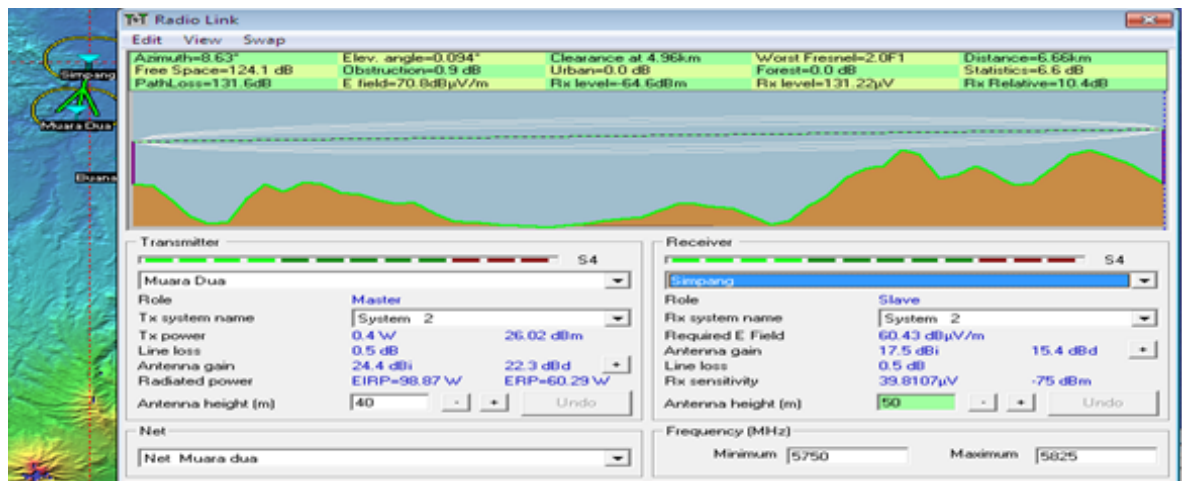 Radio Link
Edit View Swap
Azimuth=8.63° Elev. angle=0.094° Clearance at 4.96km Worst Fresnel=2.0F1 Distance=6.66km
Free Space=124.1 dB Obstruction=0.9 dB Urban=0.0 dB Forest=0.0 dB Statistics=6.6 dB
PathLoss=131.6dB E field=70.8dBμV/m Rx level=-64.6dBm Rx level=131.22μV Rx Relative=10.4dB
Simpang
Muara Dua
Buana
Transmitter
S4
Muara Dua
Role Master
Tx system name System 2
Tx power 0.4 W 26.02 dBm
Line loss 0.5 dB
Antenna gain 24.4 dBi 22.3 dBd +
Radiated power EIRP=98.87 W ERP=60.29 W
Antenna height (m) 40 - + Undo
Net
Net Muara dua
Receiver
S4
Simpang
Role Slave
Rx system name System 2
Required E Field 60.43 dBμV/m
Antenna gain 17.5 dBi 15.4 dBd +
Line loss 0.5 dB
Rx sensitivity 39.8107μV -75 dBm
Antenna height (m) 50 - + Undo
Frequency (MHz)
Minimum 5750 Maximum 5825